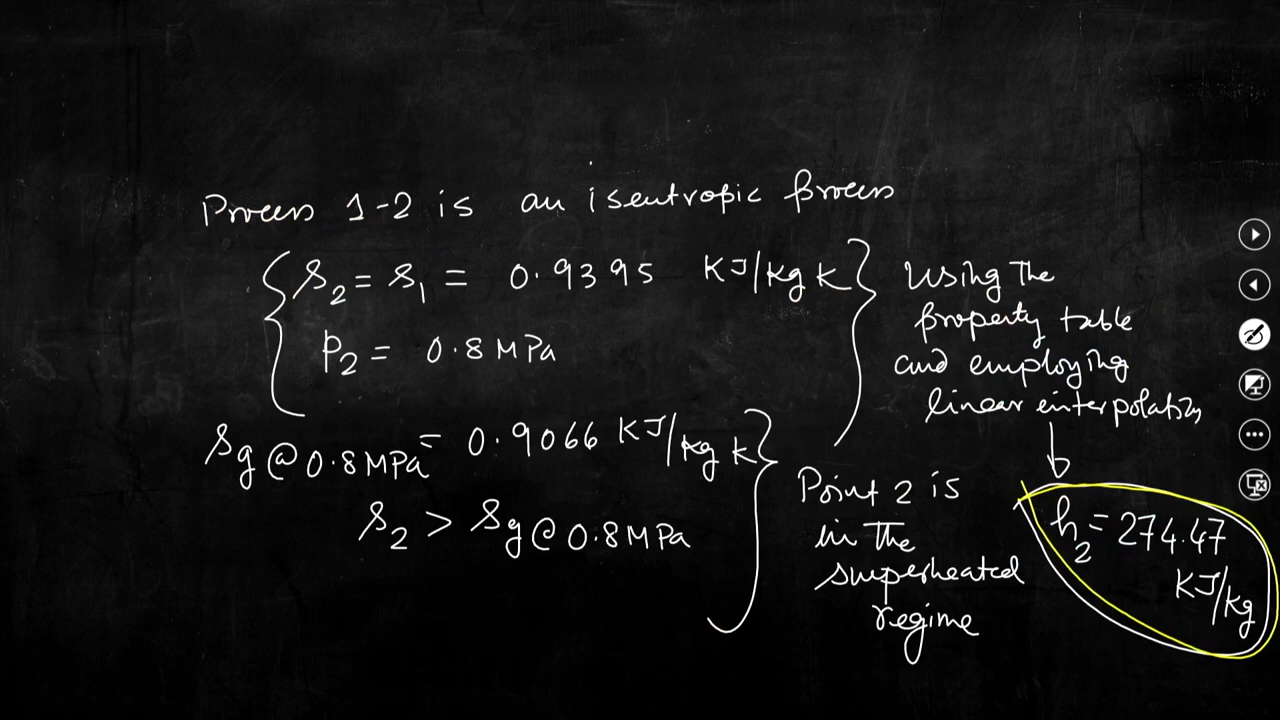 Process 1-2 is an isentropic process
S₂ = S₁ = 0.9395 KJ/kg K
P₂ = 0.8 MPa
Using the
property table
and employing
linear interpolation
Sg@0.8MPa = 0.9066 KJ/kg K
S₂ > Sg@0.8MPa
Point 2 is
in the
superheated
regime
h₂ = 274.47
KJ/kg